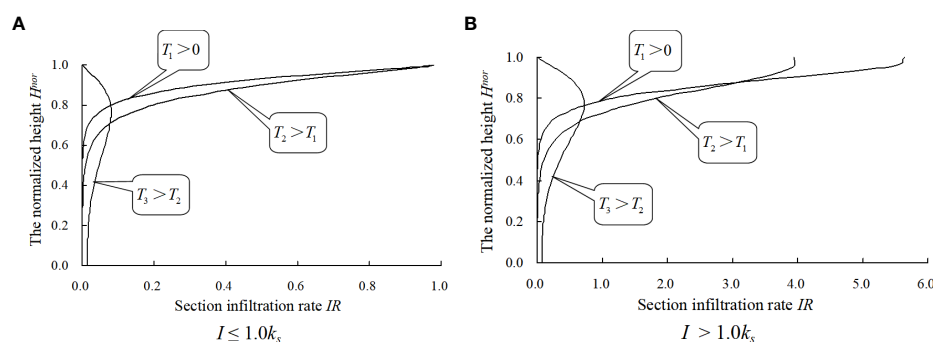 A
T₁ > 0
T₂ > T₁
T₃ > T₂
The normalized height Hⁿᵒʳ
1.0
0.8
0.6
0.4
0.2
0.0
0.0 0.2 0.4 0.6 0.8 1.0
Section infiltration rate IR
I ≤ 1.0kₛ
B
T₁ > 0
T₂ > T₁
T₃ > T₂
The normalized height Hⁿᵒʳ
1.0
0.8
0.6
0.4
0.2
0.0
0.0 1.0 2.0 3.0 4.0 5.0 6.0
Section infiltration rate IR
I > 1.0kₛ